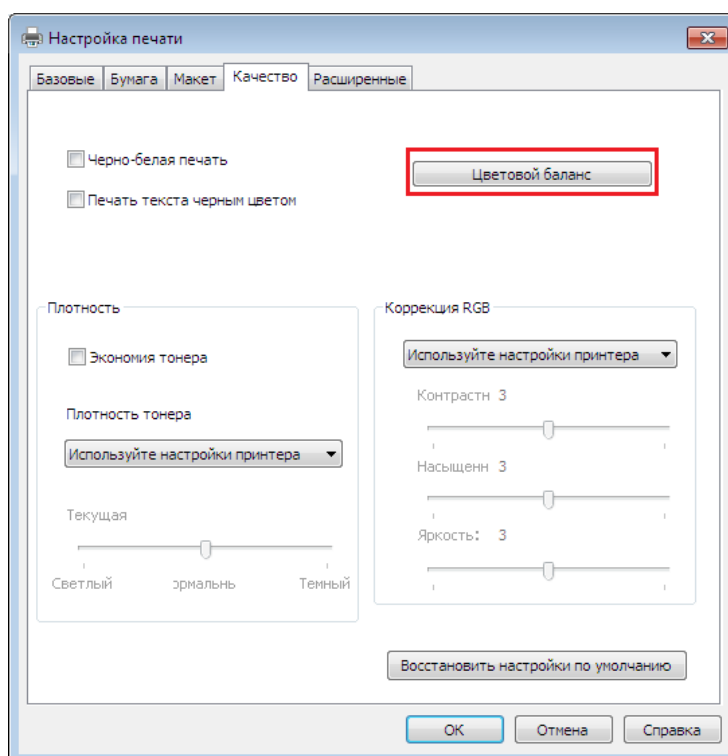 Настройка печати
Базовые Бумага Макет Качество Расширенные
Черно-белая печать
Цветовой баланс
Печать текста черным цветом
Плотность
Экономия тонера
Плотность тонера
Используйте настройки принтера
Текущая
Светлый ормальнь Темный
Коррекция RGB
Используйте настройки принтера
Контрастн 3
Насыщенн 3
Яркость: 3
Восстановить настройки по умолчанию
ОК Отмена Справка